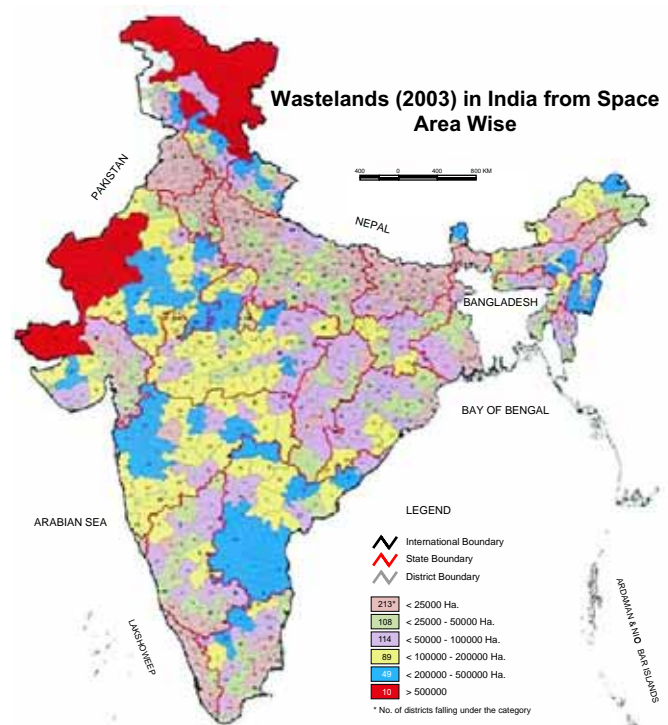 Wastelands (2003) in India from Space
Area Wise
400 0 400 800 KM
PAKISTAN
NEPAL
BANGLADESH
BAY OF BENGAL
ARABIAN SEA
LAKSHOWEEP
ARDAMAN & NIO BAR ISLANDS
LEGEND
International Boundary
State Boundary
District Boundary
213* < 25000 Ha.
108 < 25000 - 50000 Ha.
114 < 50000 - 100000 Ha.
89 < 100000 - 200000 Ha.
49 < 200000 - 500000 Ha.
10 > 500000
* No. of districts falling under the category